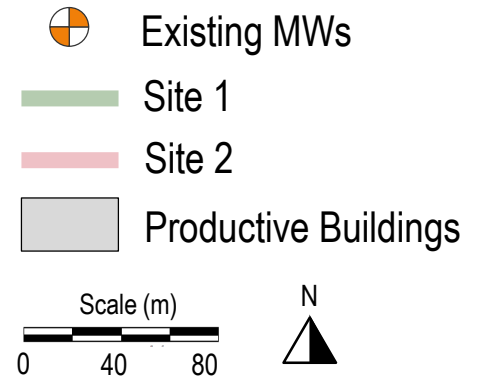 Existing MWs
Site 1
Site 2
Productive Buildings
Scale (m)
N
0 40 80